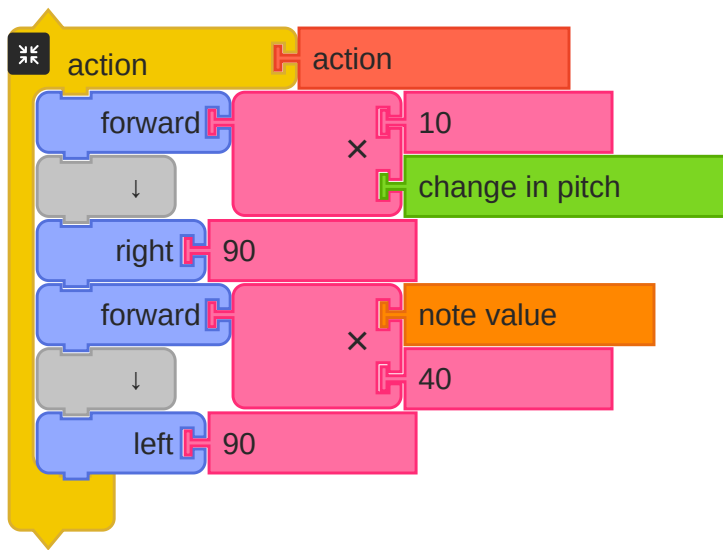 action action
forward × 10
↓ change in pitch
right 90
forward × note value
↓ 40
left 90